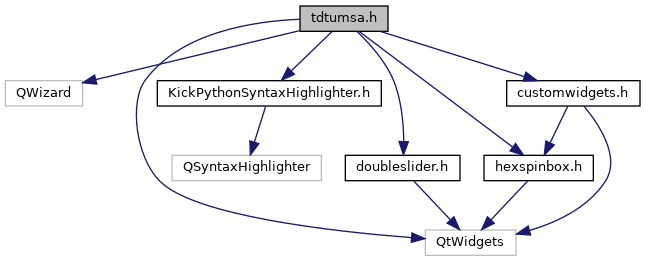 tdtumsa.h
QWizard
KickPythonSyntaxHighlighter.h
customwidgets.h
QSyntaxHighlighter
doubleslider.h
hexspinbox.h
QtWidgets